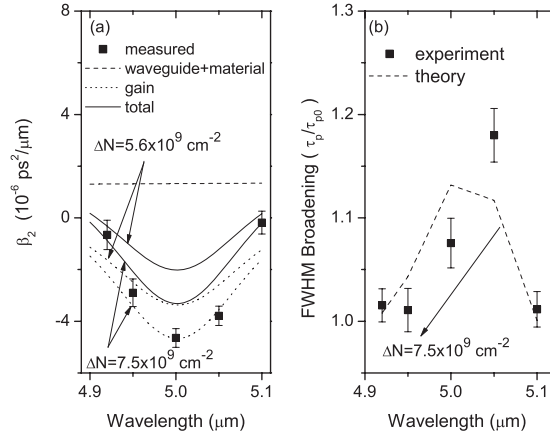 (a)
measured
waveguide+material
gain
total
ΔN=5.6x10⁹ cm⁻²
ΔN=7.5x10⁹ cm⁻²
8
4
0
-4
β₂ (10⁻⁶ ps²/μm)
4.9 5.0 5.1
Wavelength (μm)
(b)
experiment
theory
ΔN=7.5x10⁹ cm⁻²
1.3
1.2
1.1
1.0
FWHM Broadening ( τₚ/τₚ₀)
4.9 5.0 5.1
Wavelength (μm)